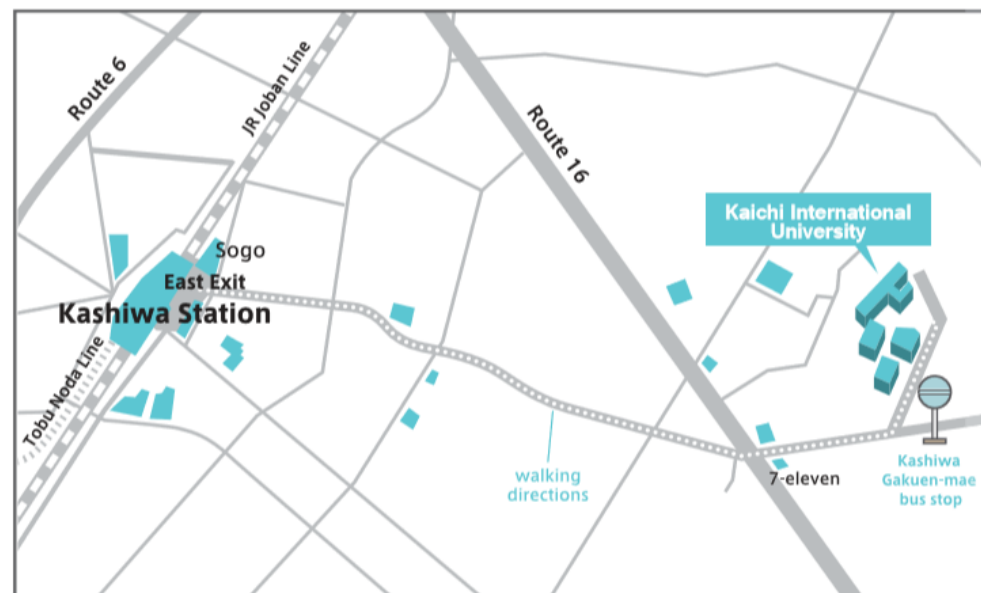 Route 6
JR Joban Line
Route 16
Kaichi International
University
Sogo
East Exit
Kashiwa Station
Tobu Noda Line
walking
directions
7-eleven
Kashiwa
Gakuen-mae
bus stop